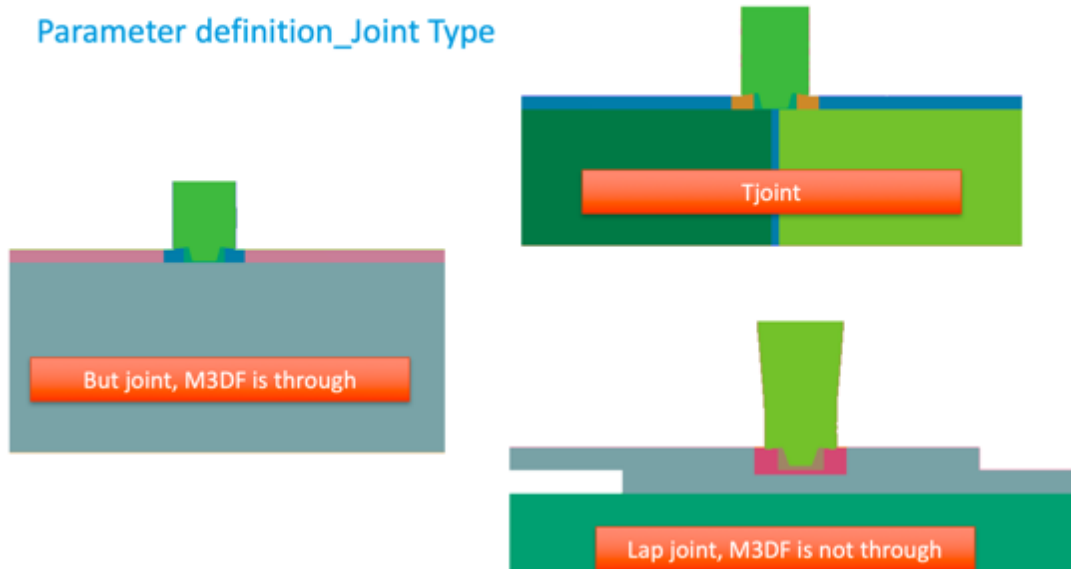 Parameter definition_Joint Type
Tjoint
But joint, M3DF is through
Lap joint, M3DF is not through